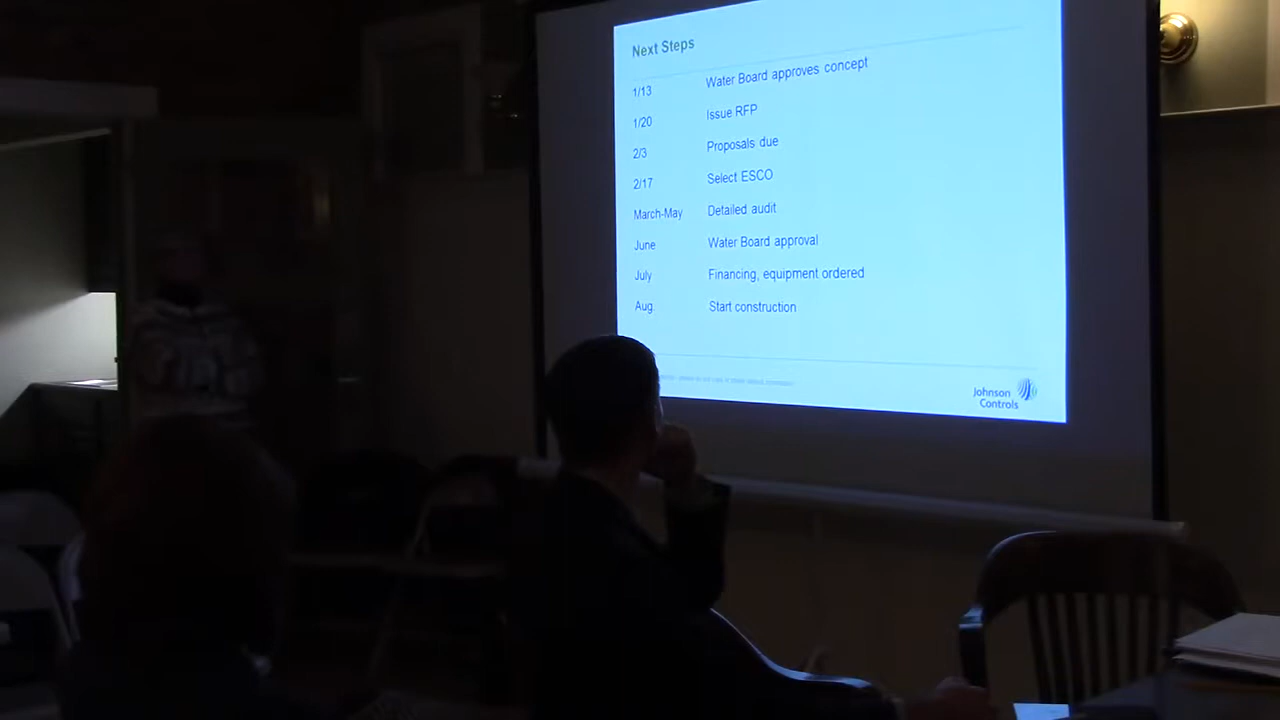 Next Steps
1/13 Water Board approves concept
1/20 Issue RFP
2/3 Proposals due
2/17 Select ESCO
March-May Detailed audit
June Water Board approval
July Financing, equipment ordered
Aug. Start construction
Johnson
Controls